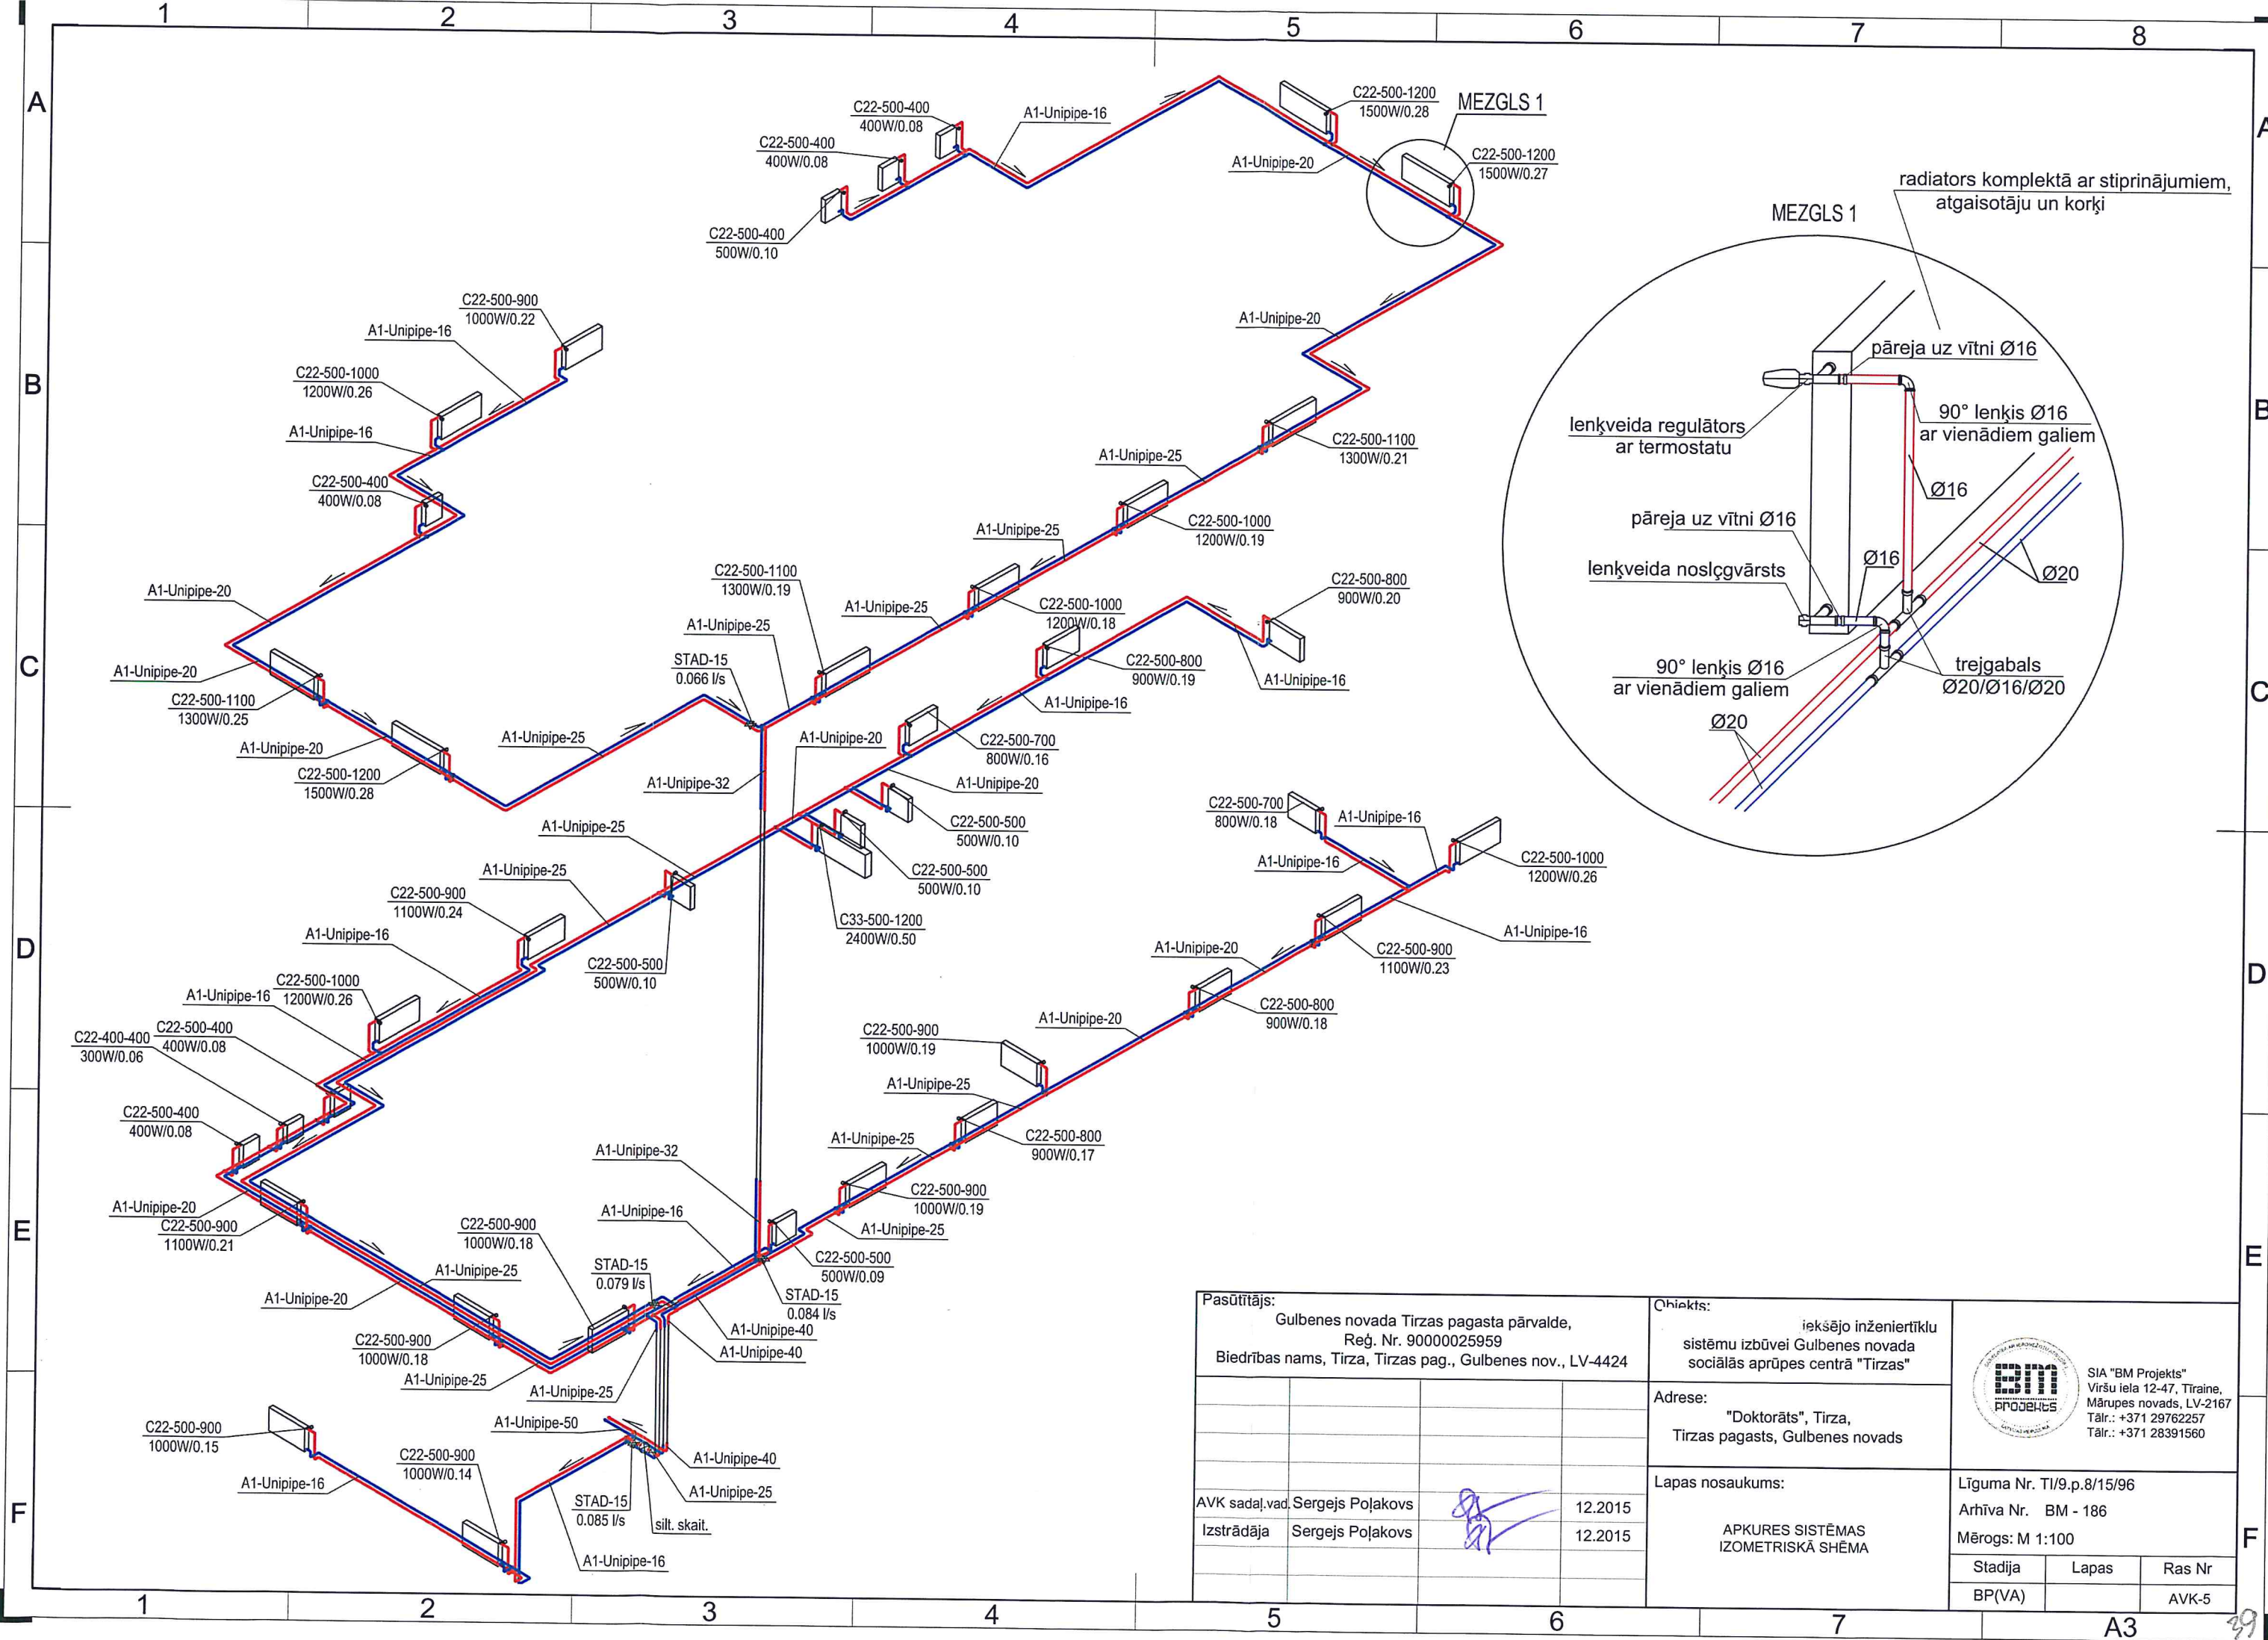 1 2 3 4 5 6 7 8
A
C22-500-400
400W/0.08
A1-Unipipe-16
C22-500-1200
1500W/0.28
MEZGLS 1
A
C22-500-400
400W/0.08
A1-Unipipe-20
C22-500-1200
1500W/0.27
C22-500-400
500W/0.10
radiators komplektā ar stiprinājumiem,
atgaisotāju un korķi
MEZGLS 1
C22-500-900
1000W/0.22
A1-Unipipe-16
A1-Unipipe-20
B
C22-500-1000
1200W/0.26
A1-Unipipe-16
pāreja uz vītni Ø16
90° lenķis Ø16
ar vienādiem galiem
B
lenķveida regulātors
ar termostatu
C22-500-1100
1300W/0.21
A1-Unipipe-25
C22-500-400
400W/0.08
Ø16
C22-500-1000
1200W/0.19
A1-Unipipe-25
pāreja uz vītni Ø16
Ø16
lenķveida noslçgvārsts
Ø20
C22-500-1100
1300W/0.19
C22-500-800
900W/0.20
A1-Unipipe-20
A1-Unipipe-25
C22-500-1000
1200W/0.18
A1-Unipipe-25
C
STAD-15
0.066 l/s
A1-Unipipe-20
C22-500-800
900W/0.19
A1-Unipipe-16
90° lenķis Ø16
ar vienādiem galiem
trejgabals
Ø20/Ø16/Ø20
C
C22-500-1100
1300W/0.25
A1-Unipipe-16
Ø20
A1-Unipipe-20
A1-Unipipe-25
A1-Unipipe-20
C22-500-700
800W/0.16
C22-500-1200
1500W/0.28
A1-Unipipe-32
A1-Unipipe-20
C22-500-700
800W/0.18
A1-Unipipe-16
A1-Unipipe-25
C22-500-500
500W/0.10
A1-Unipipe-16
C22-500-1000
1200W/0.26
A1-Unipipe-25
C22-500-500
500W/0.10
C22-500-900
1100W/0.24
C33-500-1200
2400W/0.50
A1-Unipipe-16
A1-Unipipe-16
D
C22-500-500
500W/0.10
A1-Unipipe-20
C22-500-900
1100W/0.23
D
C22-500-1000
1200W/0.26
A1-Unipipe-16
C22-500-800
900W/0.18
C22-400-400
300W/0.06
C22-500-400
400W/0.08
C22-500-900
1000W/0.19
A1-Unipipe-20
A1-Unipipe-25
C22-500-400
400W/0.08
A1-Unipipe-25
C22-500-800
900W/0.17
A1-Unipipe-32
C22-500-900
1000W/0.19
A1-Unipipe-20
C22-500-900
1100W/0.21
A1-Unipipe-16
A1-Unipipe-25
E
C22-500-900
1000W/0.18
C22-500-500
500W/0.09
E
A1-Unipipe-25
STAD-15
0.079 l/s
A1-Unipipe-20
STAD-15
0.084 l/s
A1-Unipipe-40
C22-500-900
1000W/0.18
A1-Unipipe-40
A1-Unipipe-25
A1-Unipipe-25
C22-500-900
1000W/0.15
A1-Unipipe-50
A1-Unipipe-16
C22-500-900
1000W/0.14
A1-Unipipe-40
A1-Unipipe-25
F
STAD-15
0.085 l/s
silt. skait.
A1-Unipipe-16
F
Pasūtītājs:
Gulbenes novada Tirzas pagasta pārvalde,
Reģ. Nr. 90000025959
Biedrības nams, Tirza, Tirzas pag., Gulbenes nov., LV-4424
Objekts:
iekšējo inženiertīklu
sistēmu izbūvei Gulbenes novada
sociālās aprūpes centrā "Tirzas"
Adrese:
"Doktorāts", Tirza,
Tirzas pagasts, Gulbenes novads
BM
PROJEKTS
SIA "BM Projekts"
Viršu iela 12-47, Tīraine,
Mārupes novads, LV-2167
Tālr.: +371 29762257
Tālr.: +371 28391560
AVK sadaļ.vad. Sergejs Poļakovs 12.2015
Izstrādāja Sergejs Poļakovs 12.2015
Lapas nosaukums:
APKURES SISTĒMAS
IZOMETRISKĀ SHĒMA
Līguma Nr. TI/9.p.8/15/96
Arhīva Nr. BM - 186
Mērogs: M 1:100
Stadija Lapas Ras Nr
BP(VA) AVK-5
1 2 3 4 5 6 7 A3
39